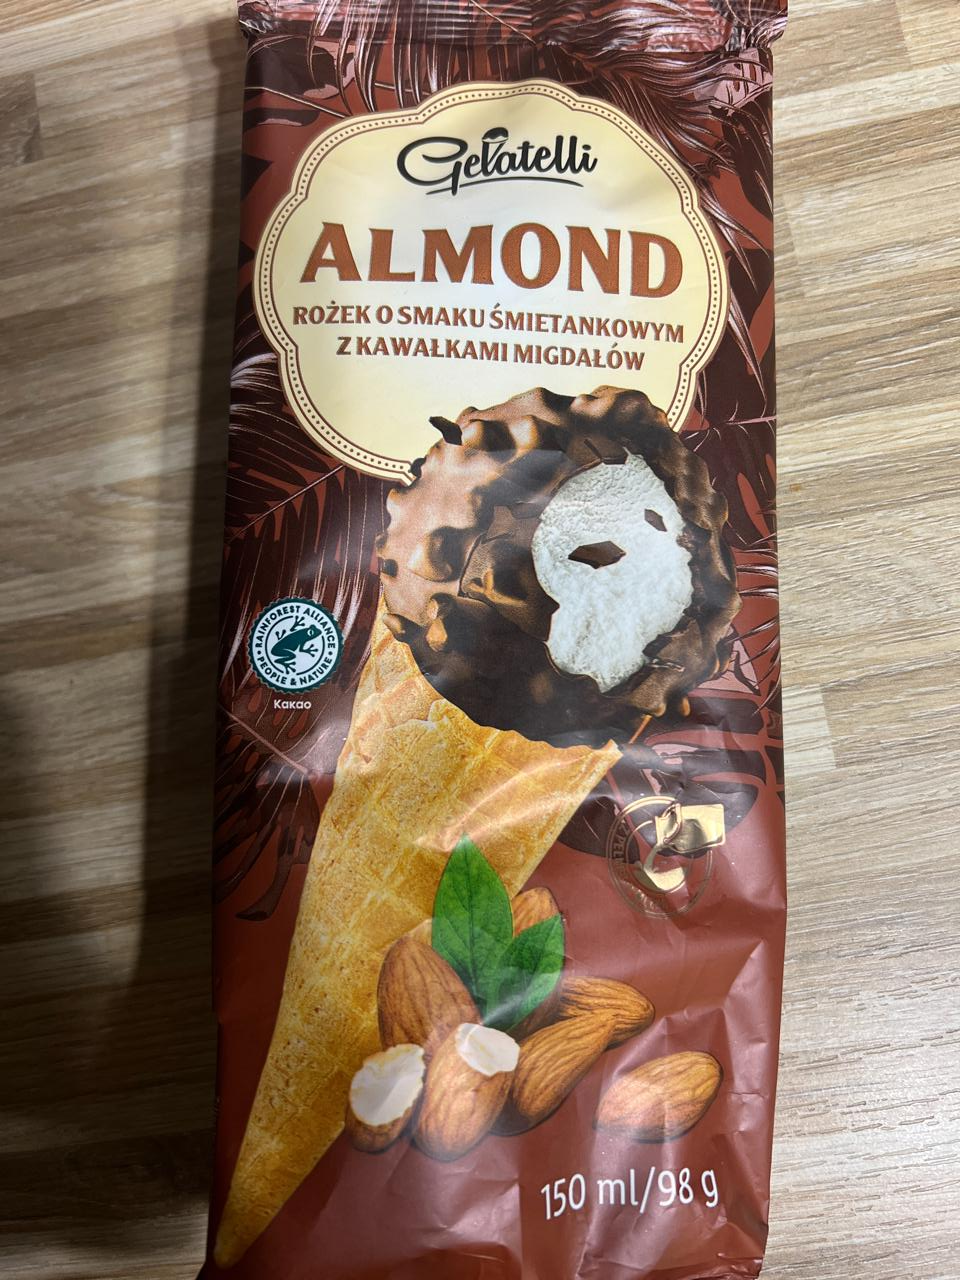 Gelatelli
ALMOND
ROŻEK O SMAKU ŚMIETANKOWYM
Z KAWAŁKAMI MIGDAŁÓW
RAINFOREST ALLIANCE
PEOPLE & NATURE
Kakao
150 ml/98 g